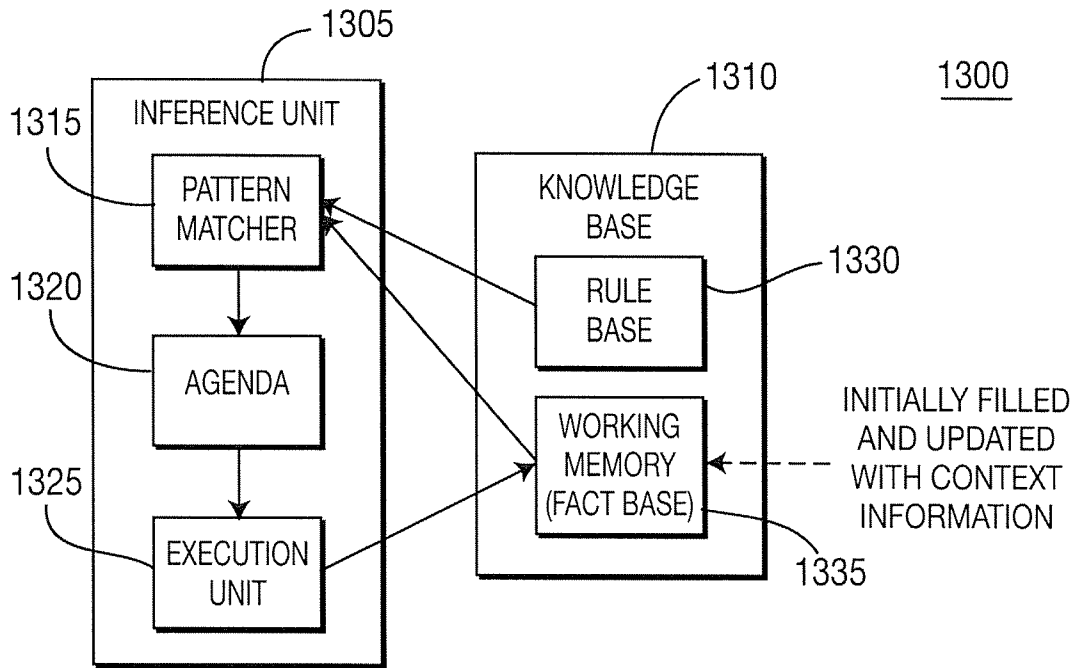 1305
1310
1300
INFERENCE UNIT
1315
PATTERN
MATCHER
KNOWLEDGE
BASE
1330
RULE
BASE
1320
AGENDA
INITIALLY FILLED
AND UPDATED
WITH CONTEXT
INFORMATION
WORKING
MEMORY
(FACT BASE)
1325
EXECUTION
UNIT
1335